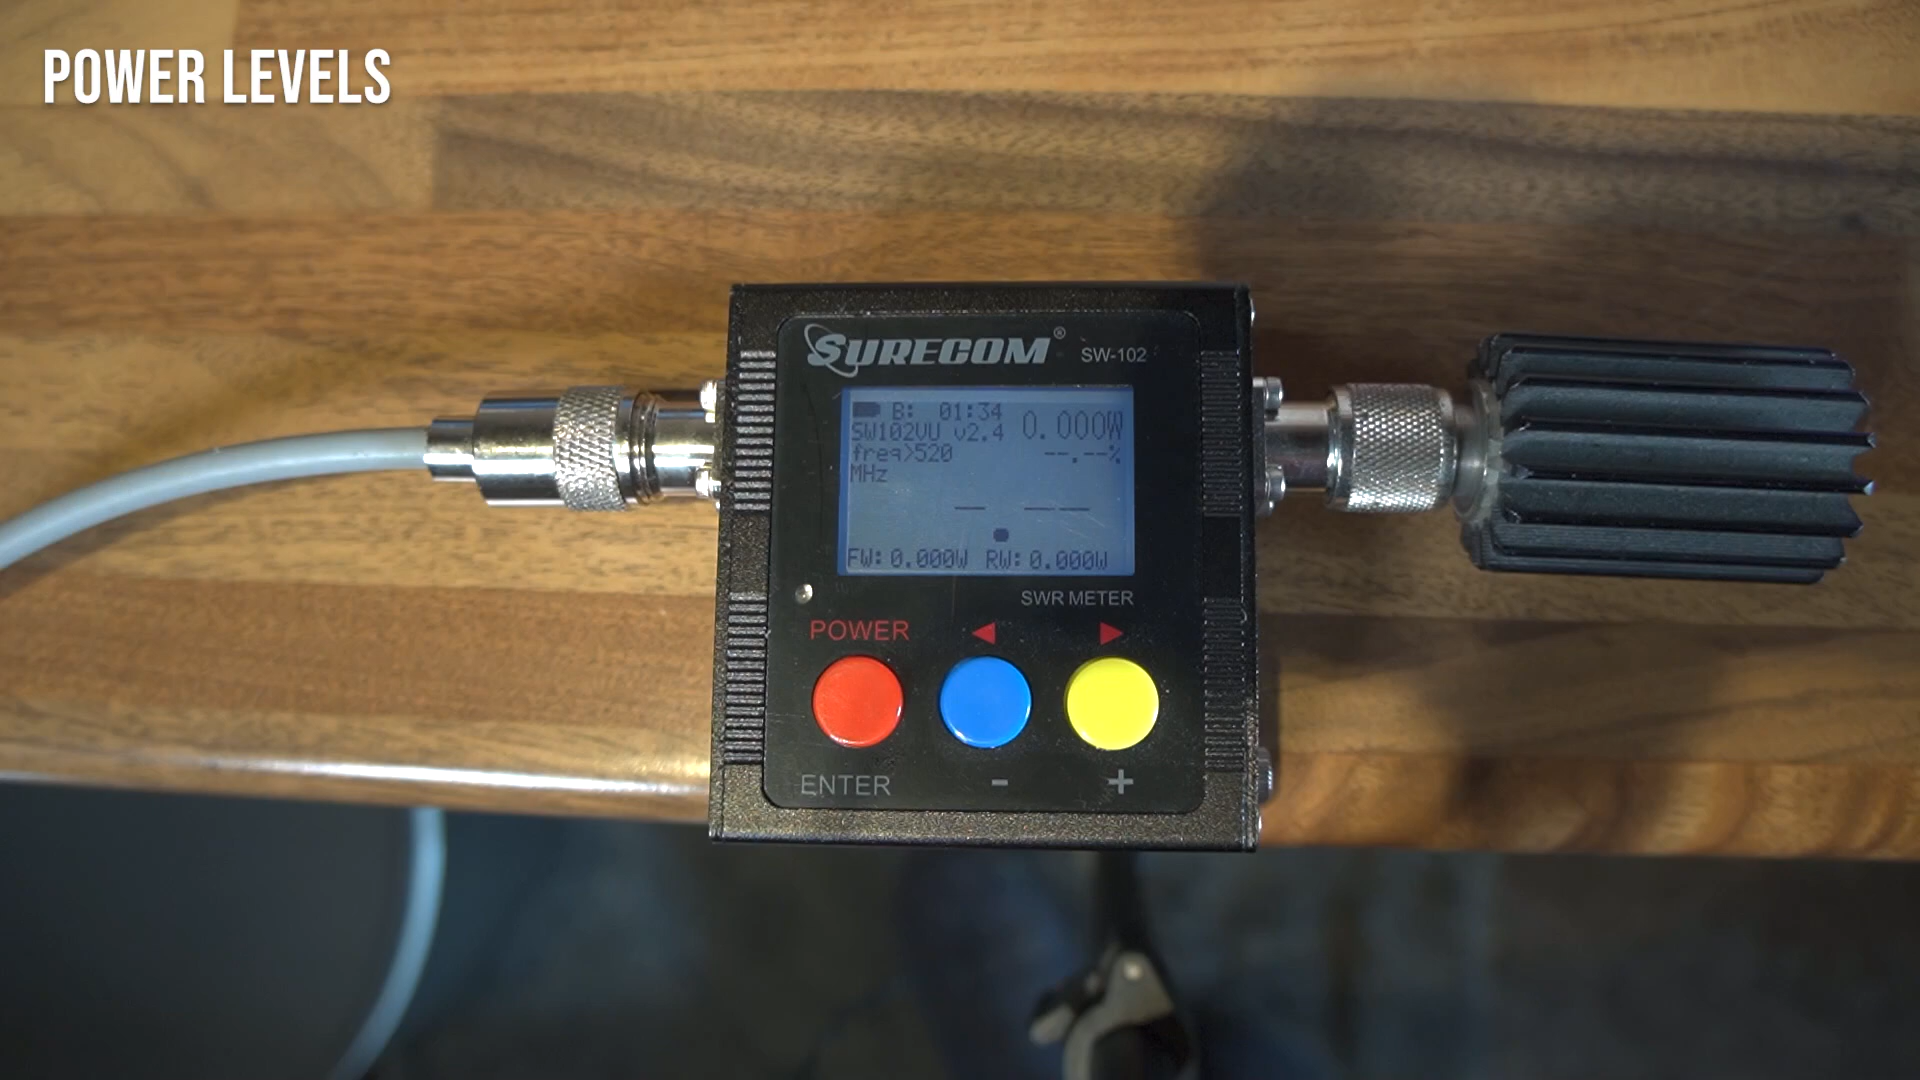 POWER LEVELS
SURECOM®
SW-102
B: 01:34
0.000W
SW102VU v2.4
freq>520
--.--%
MHz
FW:0.000W RW:0.000W
SWR METER
POWER
ENTER
-
+